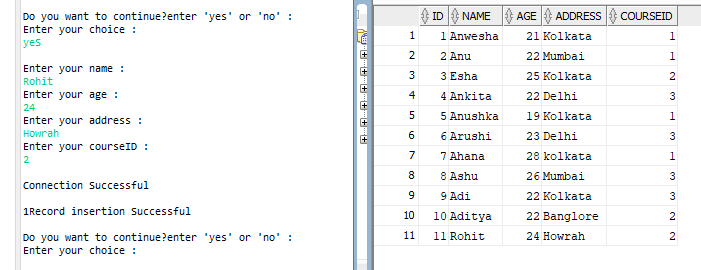 Do you want to continue?enter 'yes' or 'no' :
Enter your choice :
yeS
Enter your name :
Rohit
Enter your age :
24
Enter your address :
Howrah
Enter your courseID :
2
Connection Successful
1Record insertion Successful
Do you want to continue?enter 'yes' or 'no' :
Enter your choice :
ID NAME AGE ADDRESS COURSEID
1 1 Anwesha 21 Kolkata 1
2 2 Anu 22 Mumbai 1
3 3 Esha 25 Kolkata 2
4 4 Ankita 22 Delhi 3
5 5 Anushka 19 Kolkata 1
6 6 Arushi 23 Delhi 3
7 7 Ahana 28 kolkata 1
8 8 Ashu 26 Mumbai 3
9 9 Adi 22 Kolkata 3
10 10 Aditya 22 Banglore 2
11 11 Rohit 24 Howrah 2